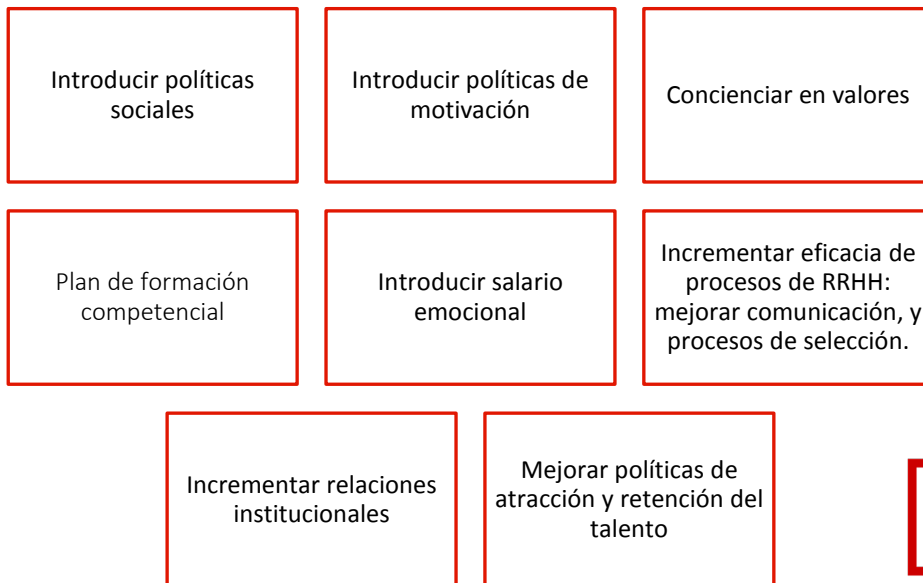 Introducir políticas
sociales
Introducir políticas de
motivación
Concienciar en valores
Plan de formación
competencial
Introducir salario
emocional
Incrementar eficacia de
procesos de RRHH:
mejorar comunicación, y
procesos de selección.
Incrementar relaciones
institucionales
Mejorar políticas de
atracción y retención del
talento